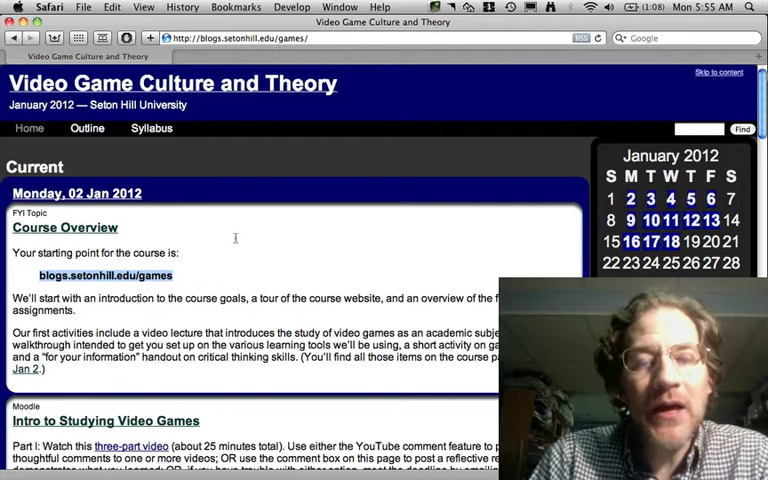 Safari File Edit View History Bookmarks Develop Window Help (1:08) Mon 5:55 AM
Video Game Culture and Theory
http://blogs.setonhill.edu/games/ RSS Google
Video Game Culture and Theory
Skip to content
Video Game Culture and Theory
January 2012 — Seton Hill University
Home Outline Syllabus Find
Current
January 2012
S M T W T F S
1 2 3 4 5 6 7
8 9 10 11 12 13 14
15 16 17 18 19 20 21
22 23 24 25 26 27 28
Monday, 02 Jan 2012
FYI Topic
Course Overview
Your starting point for the course is:
blogs.setonhill.edu/games
We'll start with an introduction to the course goals, a tour of the course website, and an overview of the f
assignments.
Our first activities include a video lecture that introduces the study of video games as an academic subje
walkthrough intended to get you set up on the various learning tools we'll be using, a short activity on ga
and a "for your information" handout on critical thinking skills. (You'll find all those items on the course pa
Jan 2.)
Moodle
Intro to Studying Video Games
Part I: Watch this three-part video (about 25 minutes total). Use either the YouTube comment feature to p
thoughtful comments to one or more videos; OR use the comment box on this page to post a reflective re